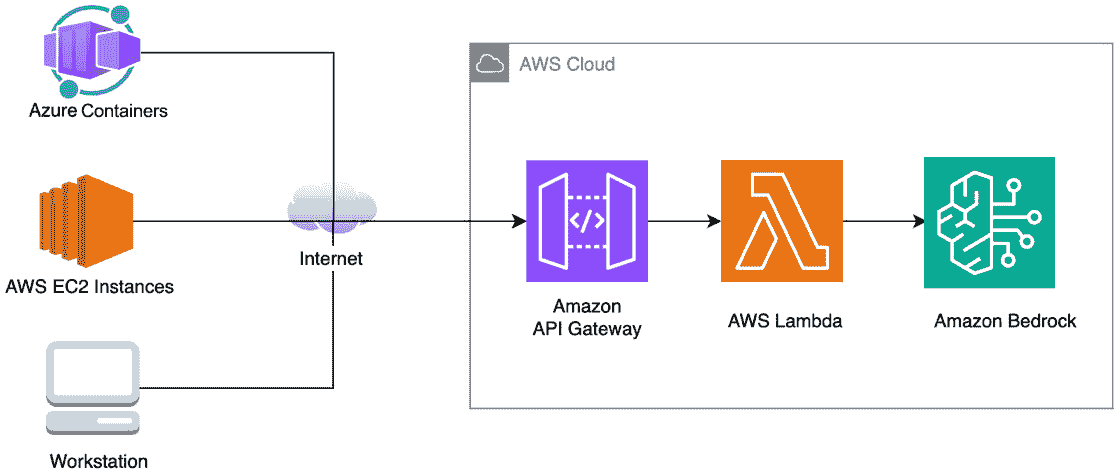 Azure Containers
AWS EC2 Instances
Workstation
Internet
AWS Cloud
</>
Amazon
API Gateway
AWS Lambda
Amazon Bedrock